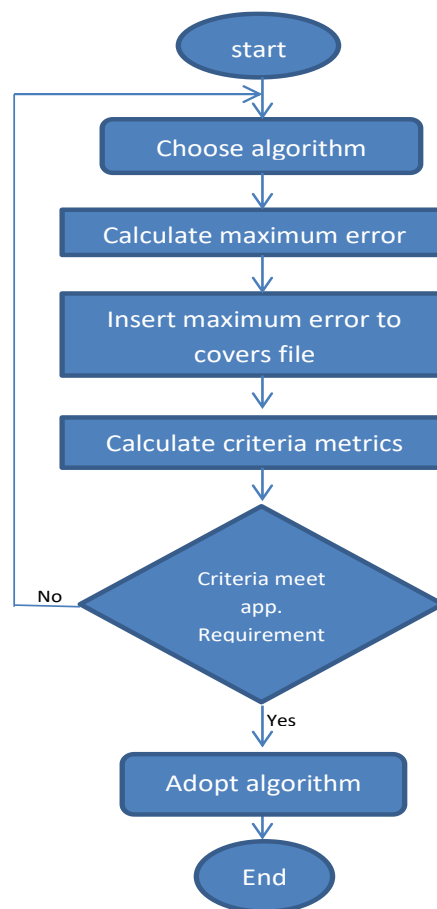 start
Choose algorithm
Calculate maximum error
Insert maximum error to
covers file
Calculate criteria metrics
Criteria meet
app.
Requirement
No
Yes
Adopt algorithm
End